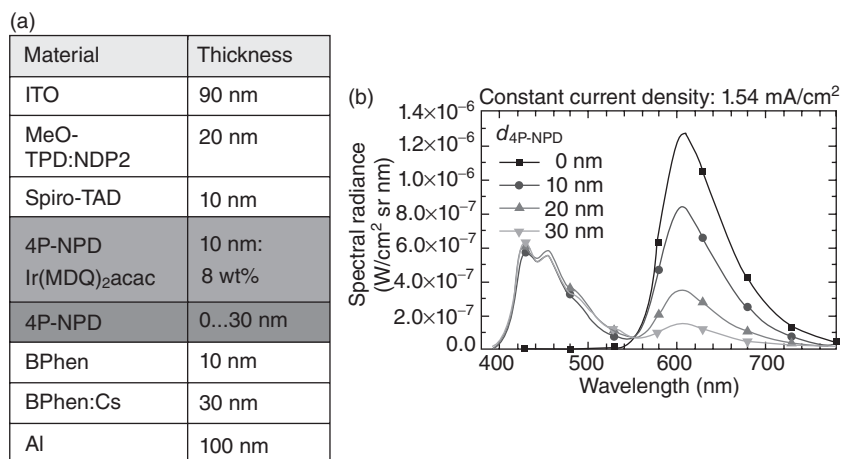 (a)
Material Thickness
ITO 90 nm
MeO-
TPD:NDP2 20 nm
Spiro-TAD 10 nm
4P-NPD 10 nm:
Ir(MDQ)₂acac 8 wt%
4P-NPD 0...30 nm
BPhen 10 nm
BPhen:Cs 30 nm
Al 100 nm
(b) Constant current density: 1.54 mA/cm²
1.4×10⁻⁶
1.2×10⁻⁶
1.0×10⁻⁶
8.0×10⁻⁷
6.0×10⁻⁷
4.0×10⁻⁷
2.0×10⁻⁷
0.0
Spectral radiance
(W/cm² sr nm)
d4P-NPD
0 nm
10 nm
20 nm
30 nm
400 500 600 700
Wavelength (nm)